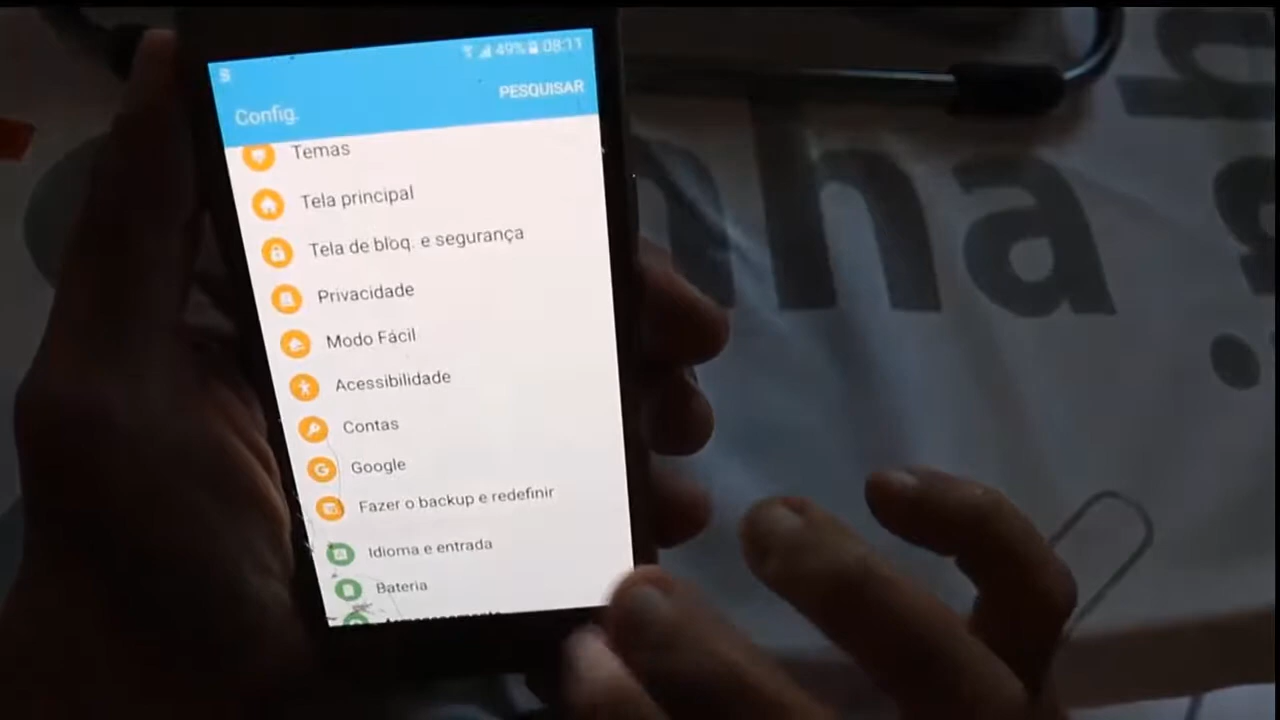 49% 08:11
Config.
PESQUISAR
Temas
Tela principal
Tela de bloq. e segurança
Privacidade
Modo Fácil
Acessibilidade
Contas
Google
Fazer o backup e redefinir
Idioma e entrada
Bateria
nha